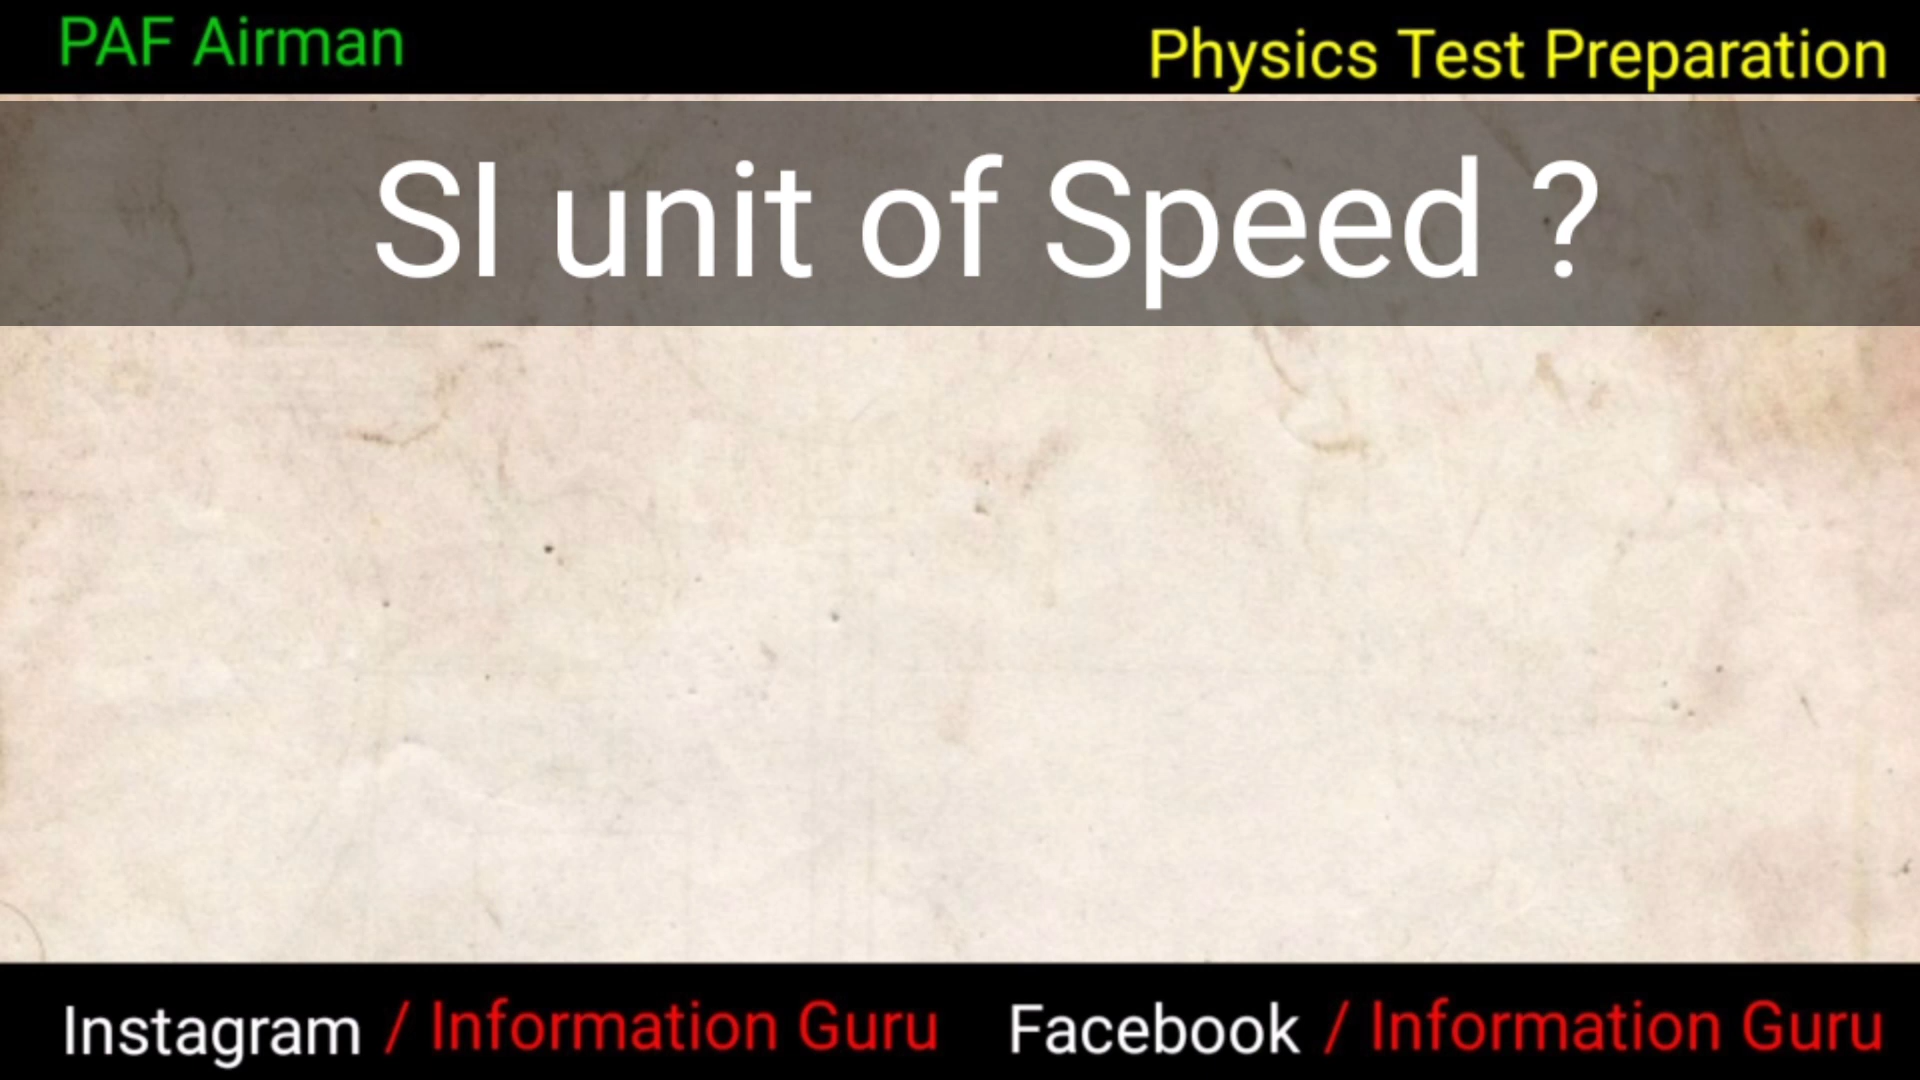 PAF Airman
Physics Test Preparation
SI unit of Speed ?
Instagram / Information Guru
Facebook / Information Guru